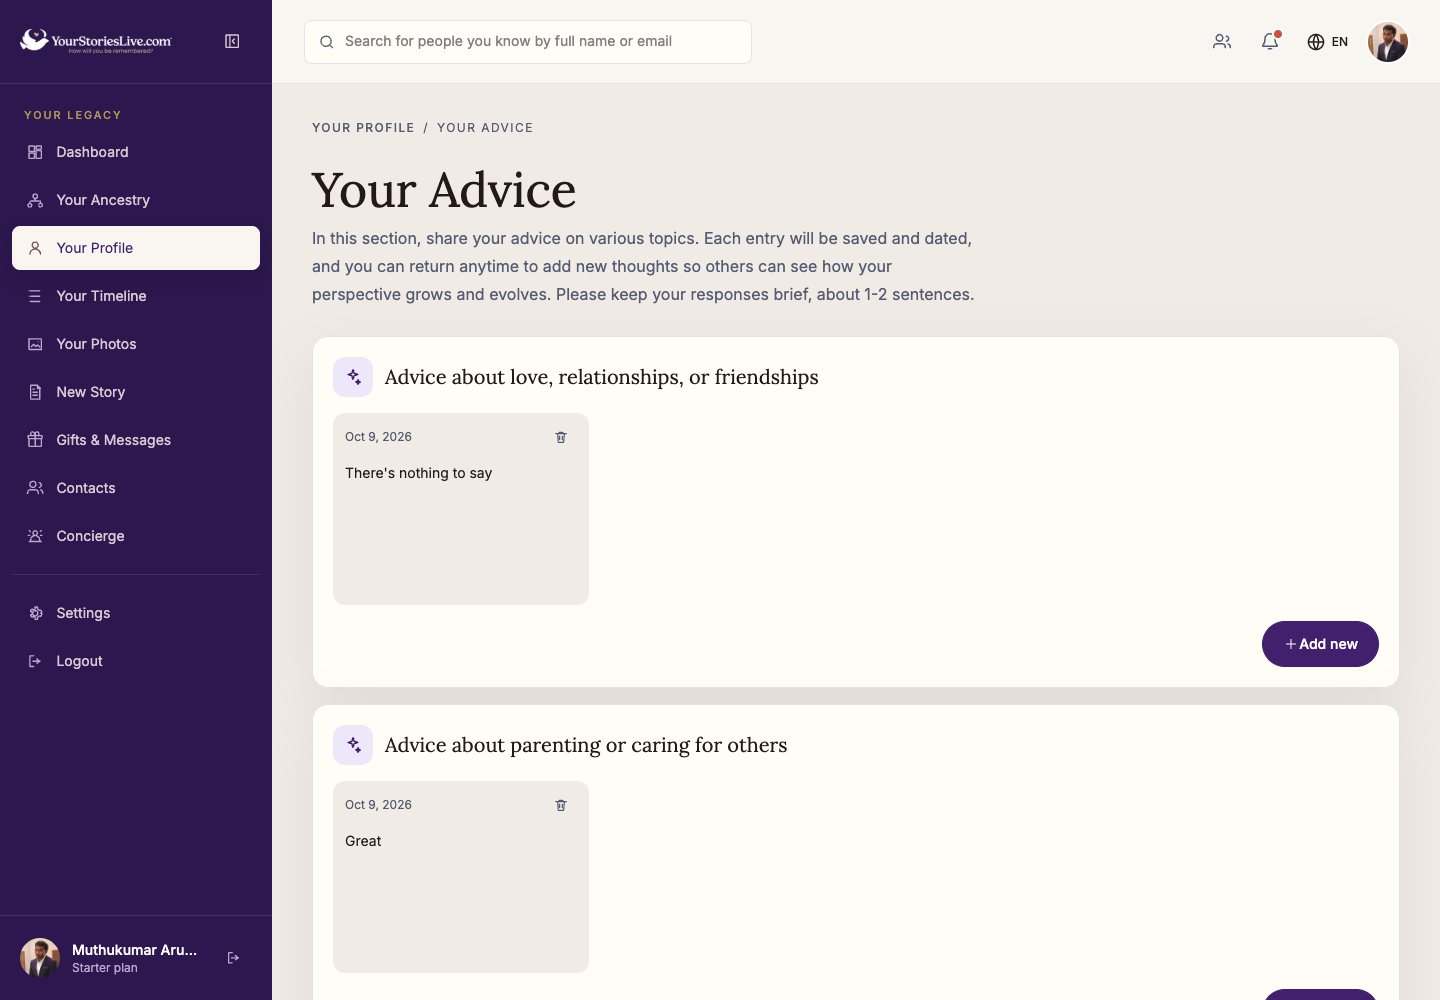 YourStoriesLive.com
How will you be remembered?
YOUR LEGACY
Dashboard
Your Ancestry
Your Profile
Your Timeline
Your Photos
New Story
Gifts & Messages
Contacts
Concierge
Settings
Logout
Muthukumar Aru...
Starter plan
Search for people you know by full name or email
EN
YOUR PROFILE / YOUR ADVICE
Your Advice
In this section, share your advice on various topics. Each entry will be saved and dated,
and you can return anytime to add new thoughts so others can see how your
perspective grows and evolves. Please keep your responses brief, about 1-2 sentences.
Advice about love, relationships, or friendships
Oct 9, 2026
There's nothing to say
Add new
Advice about parenting or caring for others
Oct 9, 2026
Great